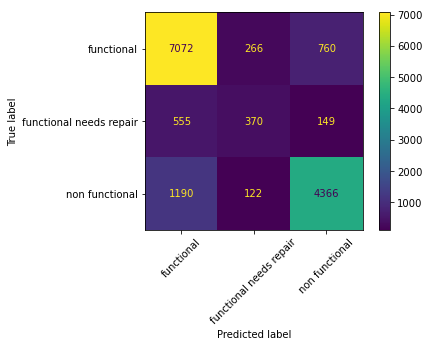 functional
functional needs repair
non functional
True label
7072 266 760
555 370 149
1190 122 4366
functional
functional needs repair
non functional
Predicted label
7000
6000
5000
4000
3000
2000
1000